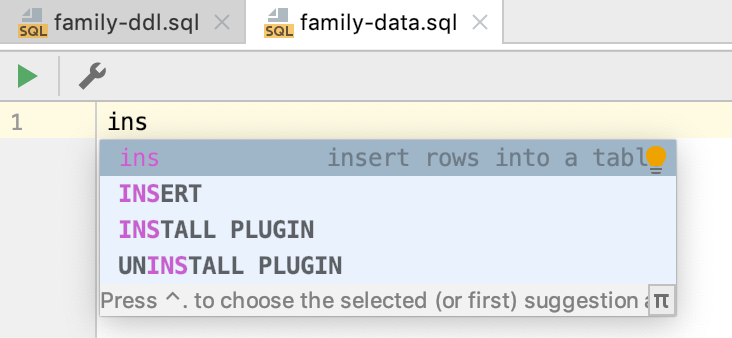 SQL family-ddl.sql SQL family-data.sql
1 ins
ins insert rows into a tabl
INSERT
INSTALL PLUGIN
UNINSTALL PLUGIN
Press ^. to choose the selected (or first) suggestion a π